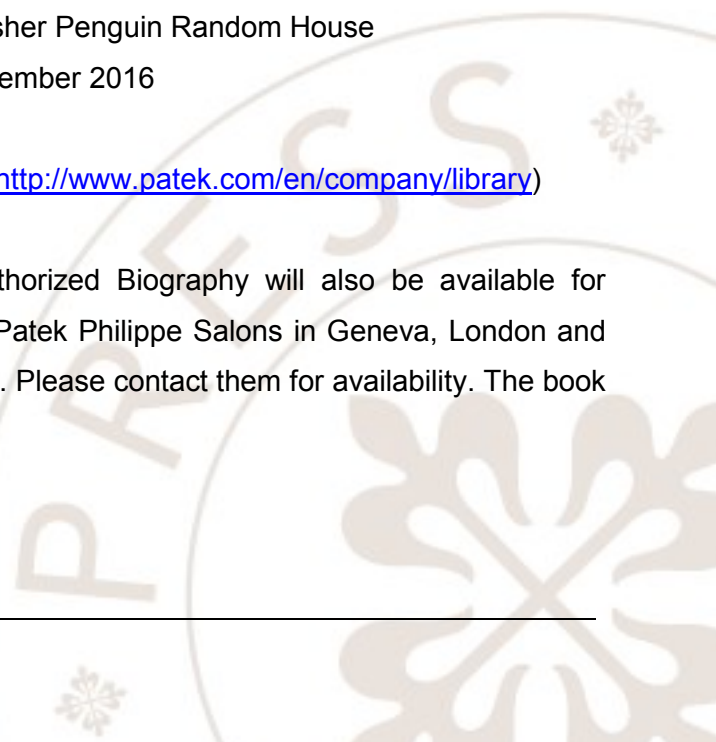 sher Penguin Random House
ember 2016
http://www.patek.com/en/company/library)
thorized Biography will also be available for
Patek Philippe Salons in Geneva, London and
. Please contact them for availability. The book
PRESS